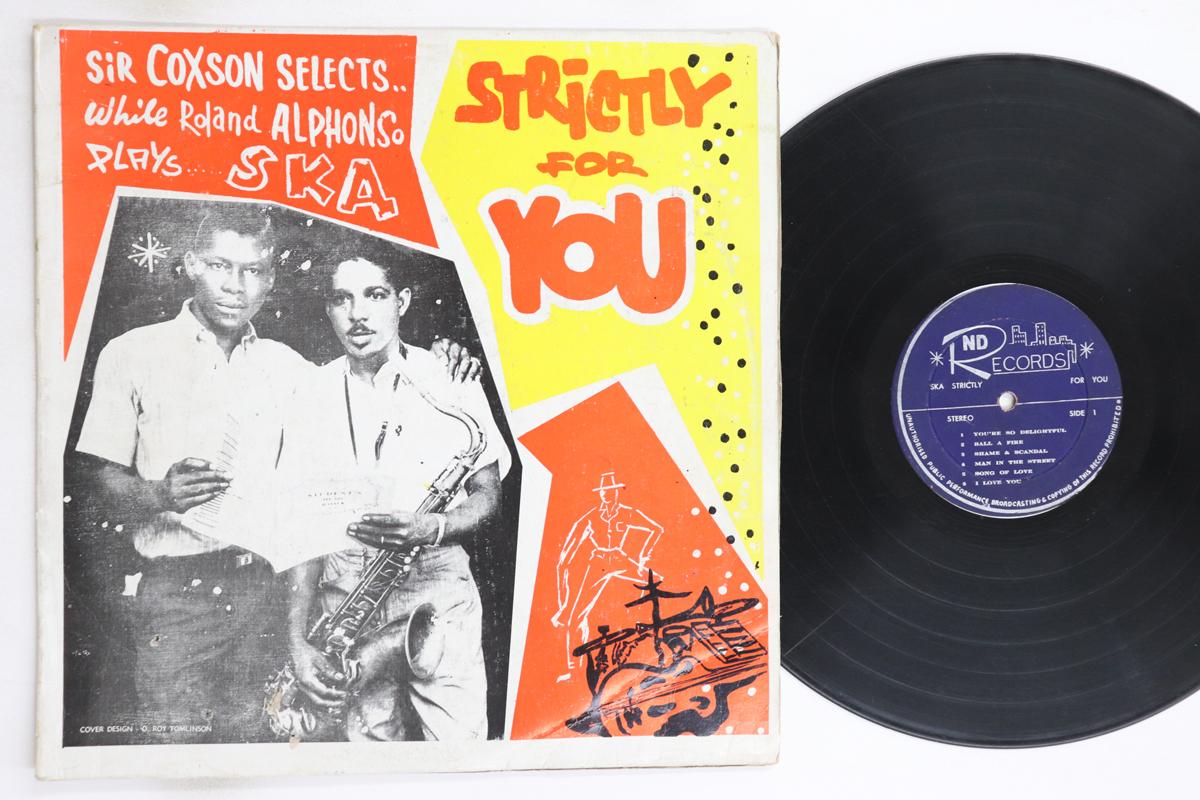 SiR COXSON SELECTS..
While Roland ALPHONSo
PLAYS..... SKA
STRiCTLY
FOR
YOU
COVER DESIGN - O. ROY TOMLINSON
RND
RECORDS
SKA STRICTLY FOR YOU
STEREO SIDE 1
1 YOU'RE SO DELIGHTFUL
2 BALL A FIRE
3 SHAME & SCANDAL
4 MAN IN THE STREET
5 SONG OF LOVE
6 I LOVE YOU
UNAUTHORISED PUBLIC PERFORMANCE, BRORDCASTING & COPYING OF THIS RECORD PROHIBITED